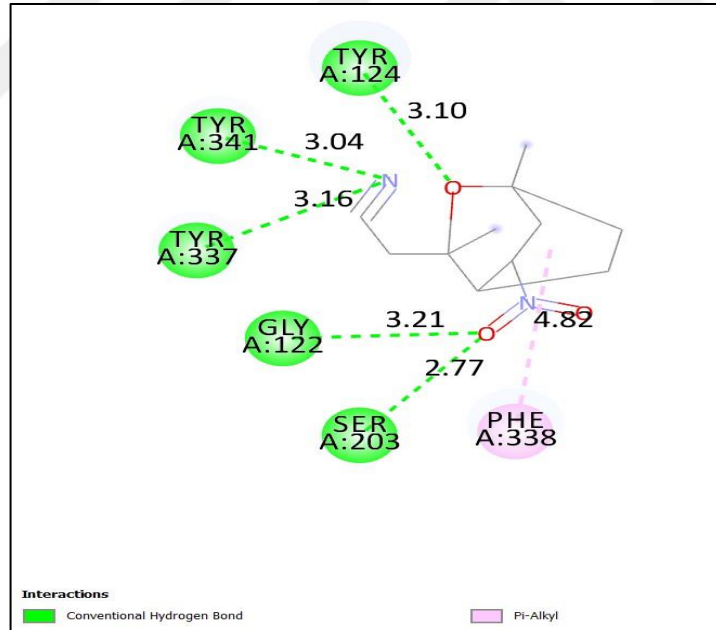 TYR
A:124
3.10
TYR
A:341
3.04
N
O
3.16
TYR
A:337
N
O
4.82
GLY
A:122
3.21
O
2.77
SER
A:203
PHE
A:338
Interactions
Conventional Hydrogen Bond
Pi-Alkyl